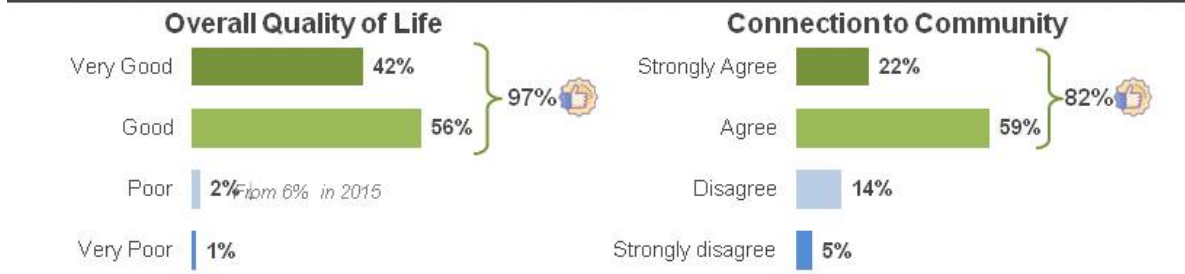 Overall Quality of Life
Very Good 42%
Good 56%
97%
Poor 2% From 6% in 2015
Very Poor 1%
Connection to Community
Strongly Agree 22%
Agree 59%
82%
Disagree 14%
Strongly disagree 5%